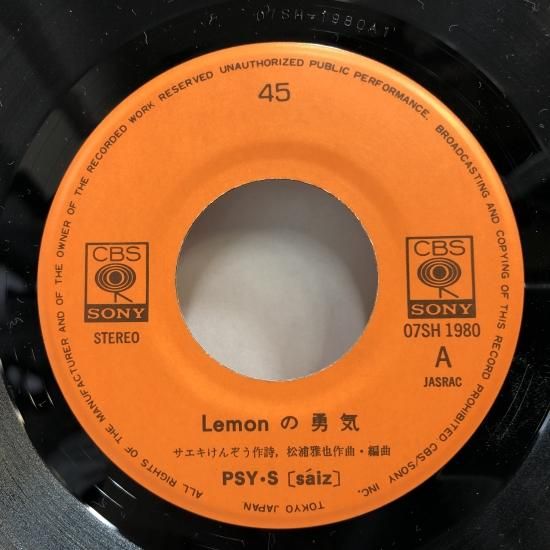 07SH-1980A1
ALL RIGHTS OF THE MANUFACTURER AND OF THE OWNER OF THE RECORDED WORK RESERVED UNAUTHORIZED PUBLIC PERFORMANCE. BROADCASTING AND COPYING OF THIS RECORD PROHIBITED CBS/SONY INC.
TOKYO JAPAN
45
CBS
SONY
STEREO
CBS
SONY
07SH 1980
A
JASRAC
Lemon の勇気
サエキけんぞう作詩, 松浦雅也作曲・編曲
PSY・S〔sáiz〕